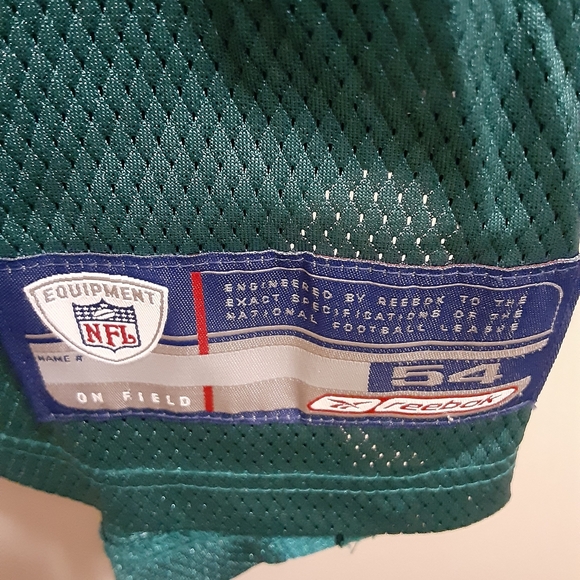 EQUIPMENT
NFL
ENGINEERED BY REEBOK TO THE
EXACT SPECIFICATIONS OF THE
NATIONAL FOOTBALL LEAGUE
NAME #
54
ON FIELD
Reebok